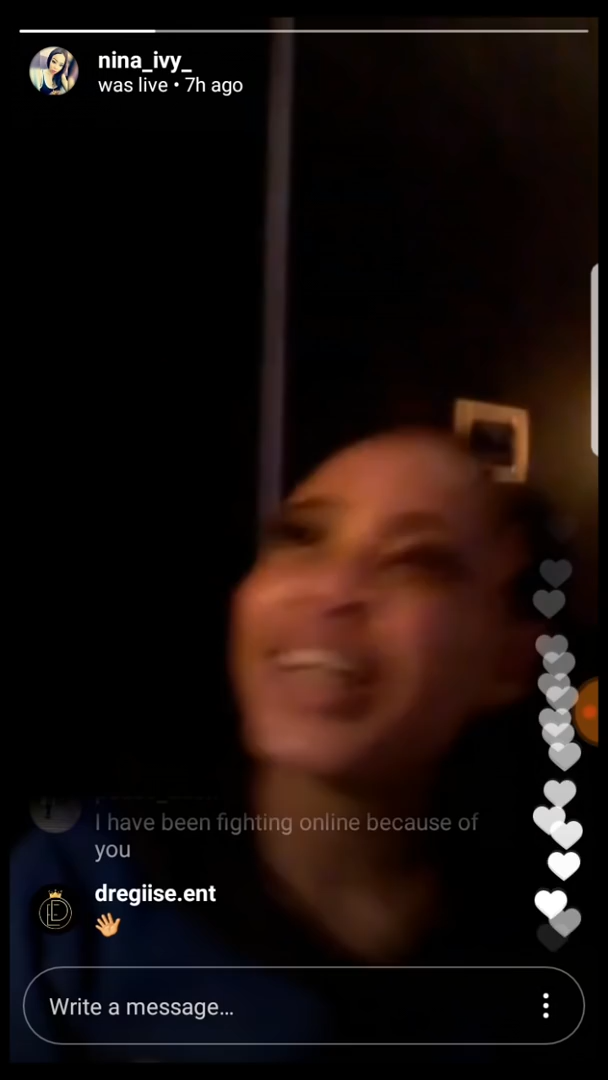 nina_ivy_
was live • 7h ago
I have been fighting online because of
you
dregiise.ent
👋
Write a message...